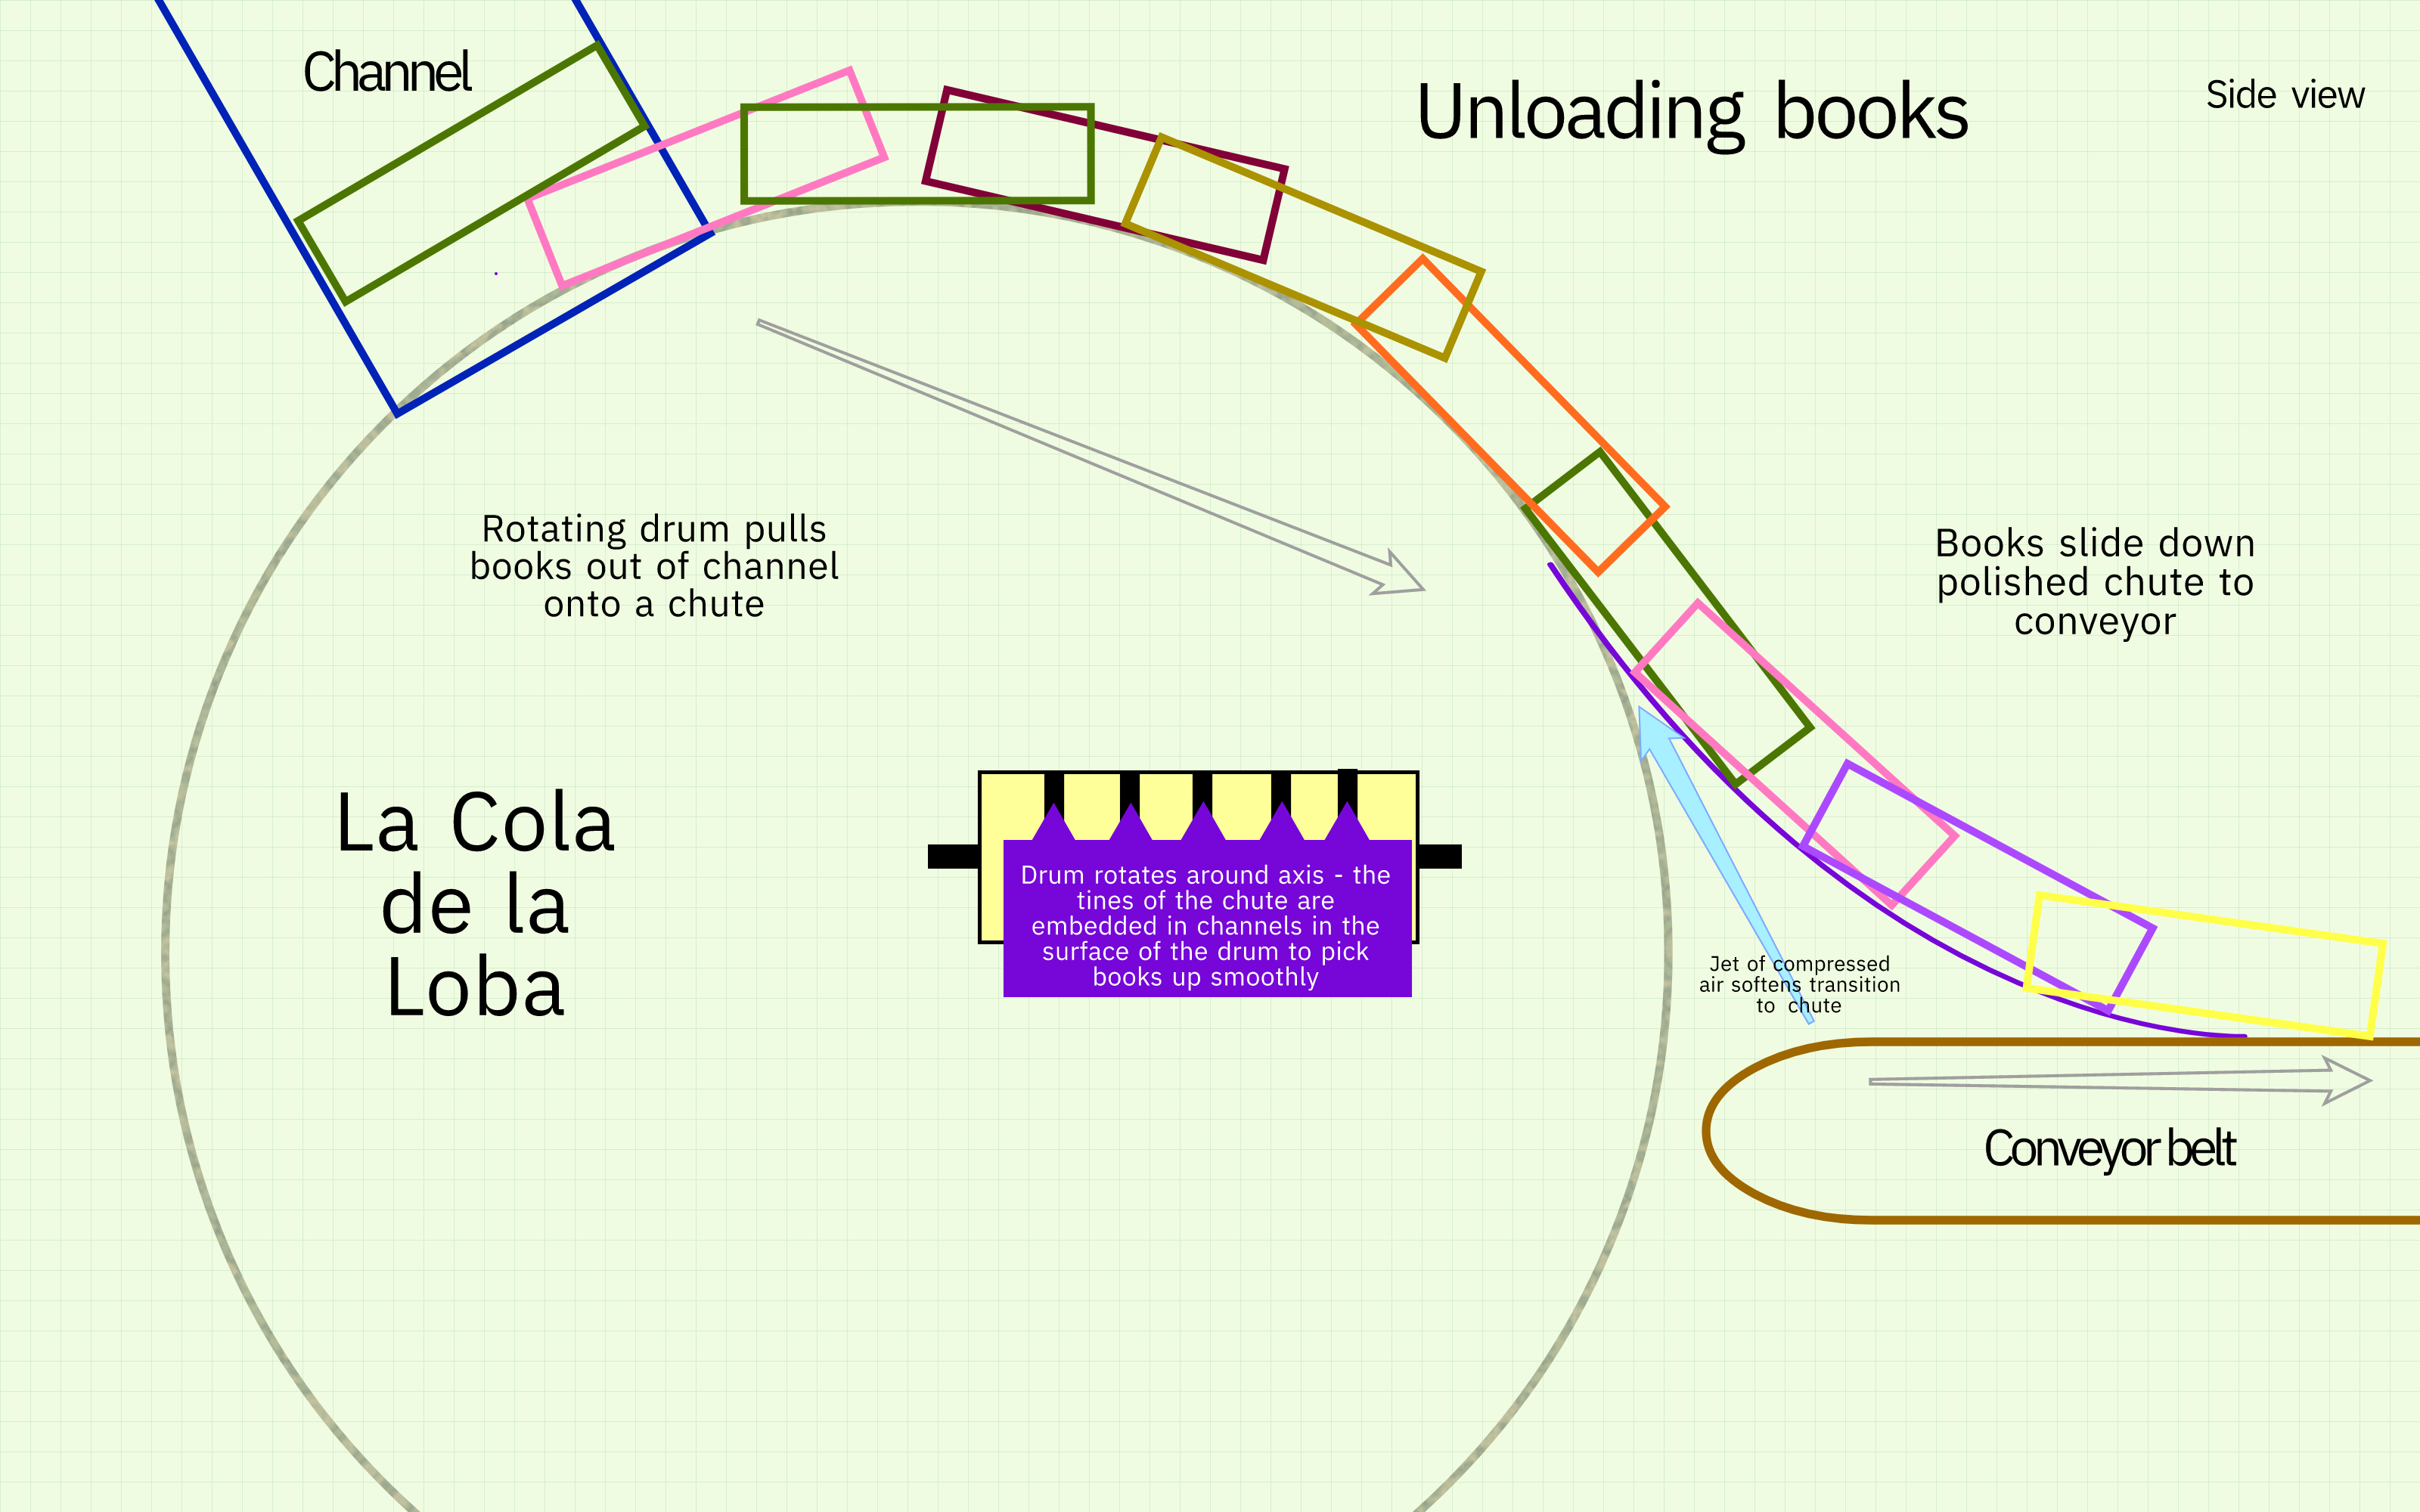 Channel
Unloading books
Side view
Rotating drum pulls
books out of channel
onto a chute
Books slide down
polished chute to
conveyor
La Cola
de la
Loba
Drum rotates around axis - the
tines of the chute are
embedded in channels in the
surface of the drum to pick
books up smoothly
Jet of compressed
air softens transition
to chute
Conveyor belt